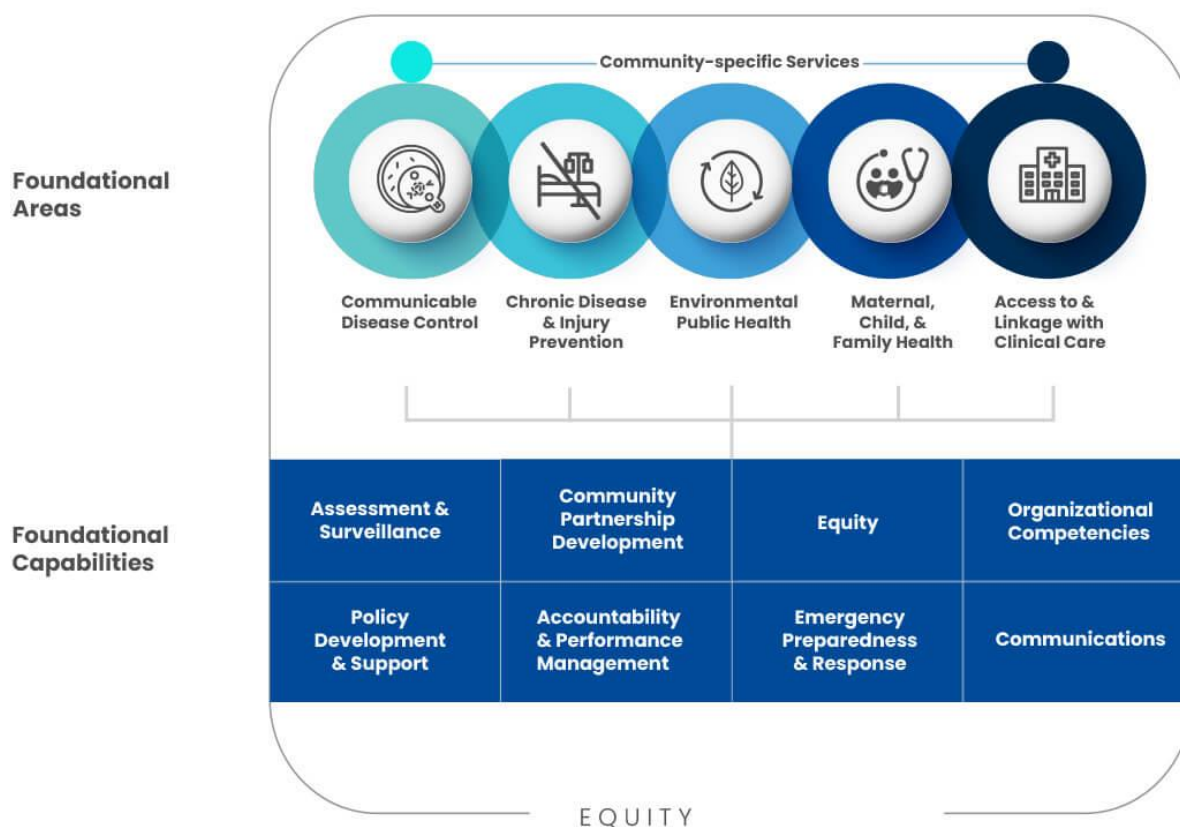 Community-specific Services
Foundational
Areas
Communicable
Disease Control
Chronic Disease
& Injury
Prevention
Environmental
Public Health
Maternal,
Child, &
Family Health
Access to &
Linkage with
Clinical Care
Foundational
Capabilities
Assessment &
Surveillance
Community
Partnership
Development
Equity
Organizational
Competencies
Policy
Development
& Support
Accountability
& Performance
Management
Emergency
Preparedness
& Response
Communications
EQUITY